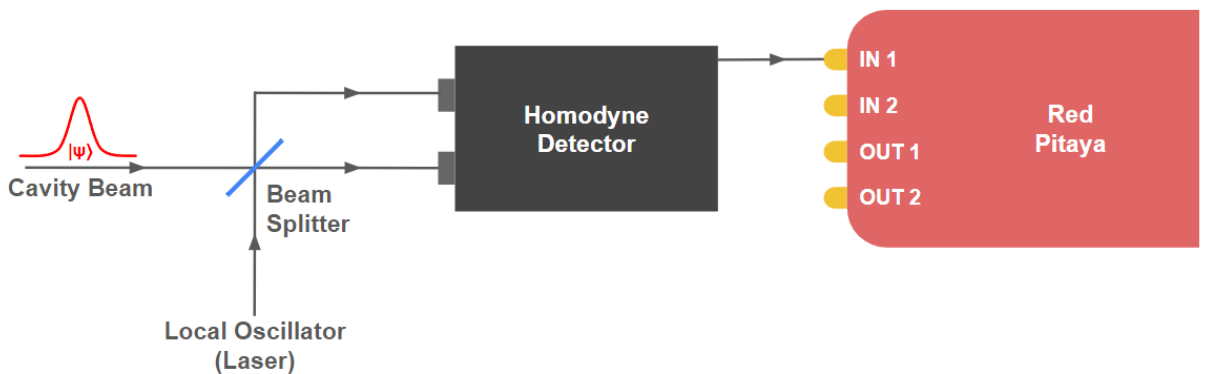 |ψ⟩
Cavity Beam
Beam
Splitter
Local Oscillator
(Laser)
Homodyne
Detector
IN 1
IN 2
OUT 1
OUT 2
Red
Pitaya